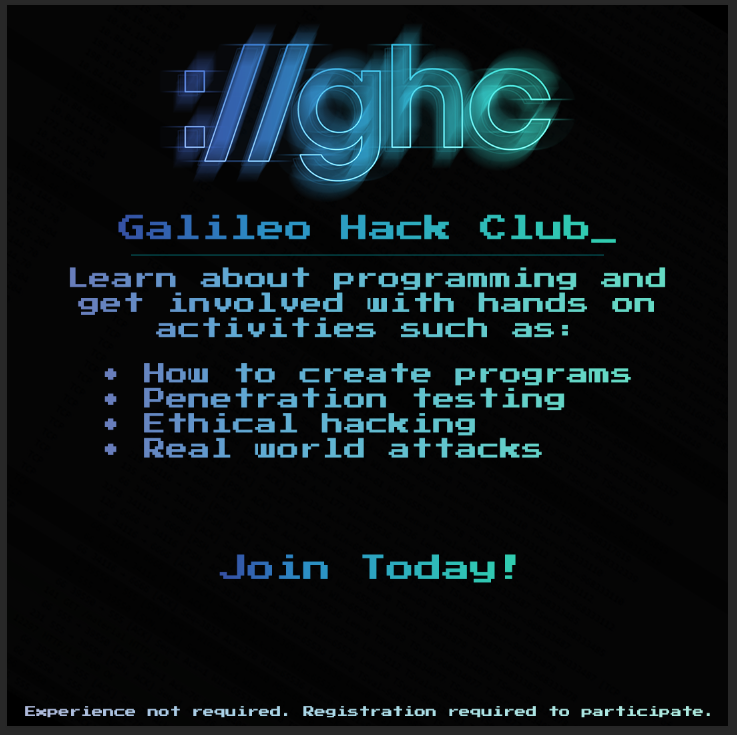 ://ghc
Galileo Hack Club_
Learn about programming and
get involved with hands on
activities such as:
• How to create programs
• Penetration testing
• Ethical hacking
• Real world attacks
Join Today!
Experience not required. Registration required to participate.